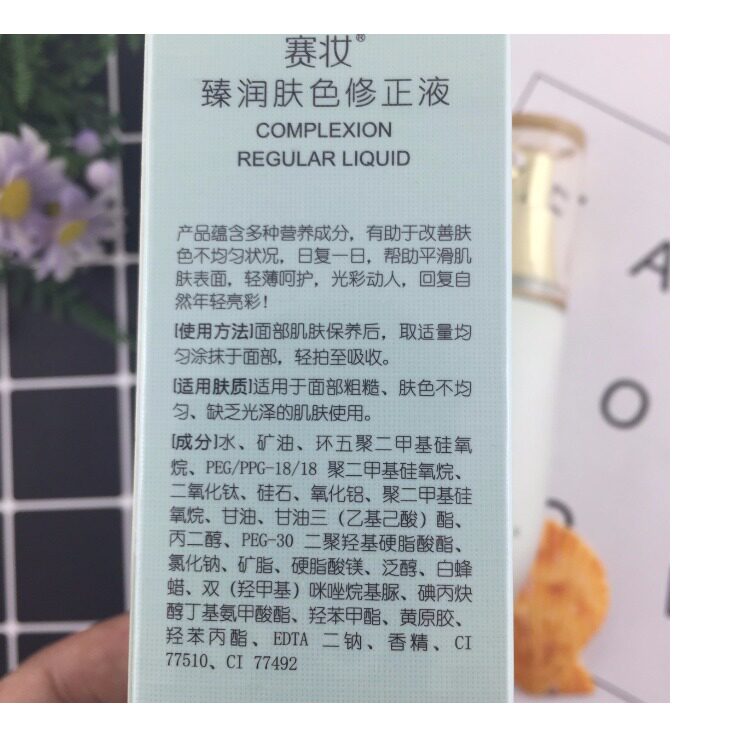 赛妆®
臻润肤色修正液
COMPLEXION
REGULAR LIQUID
产品蕴含多种营养成分，有助于改善肤
色不均匀状况，日复一日，帮助平滑肌
肤表面，轻薄呵护，光彩动人，回复自
然年轻亮彩！
[使用方法]面部肌肤保养后，取适量均
匀涂抹于面部，轻拍至吸收。
[适用肤质]适用于面部粗糙、肤色不均
匀、缺乏光泽的肌肤使用。
[成分]水、矿油、环五聚二甲基硅氧
烷、PEG/PPG-18/18 聚二甲基硅氧烷、
二氧化钛、硅石、氧化铝、聚二甲基硅
氧烷、甘油、甘油三（乙基己酸）酯、
丙二醇、PEG-30 二聚羟基硬脂酸酯、
氯化钠、矿脂、硬脂酸镁、泛醇、白蜂
蜡、双（羟甲基）咪唑烷基脲、碘丙炔
醇丁基氨甲酸酯、羟苯甲酯、黄原胶、
羟苯丙酯、EDTA 二钠、香精、CI
77510、CI 77492
A
O